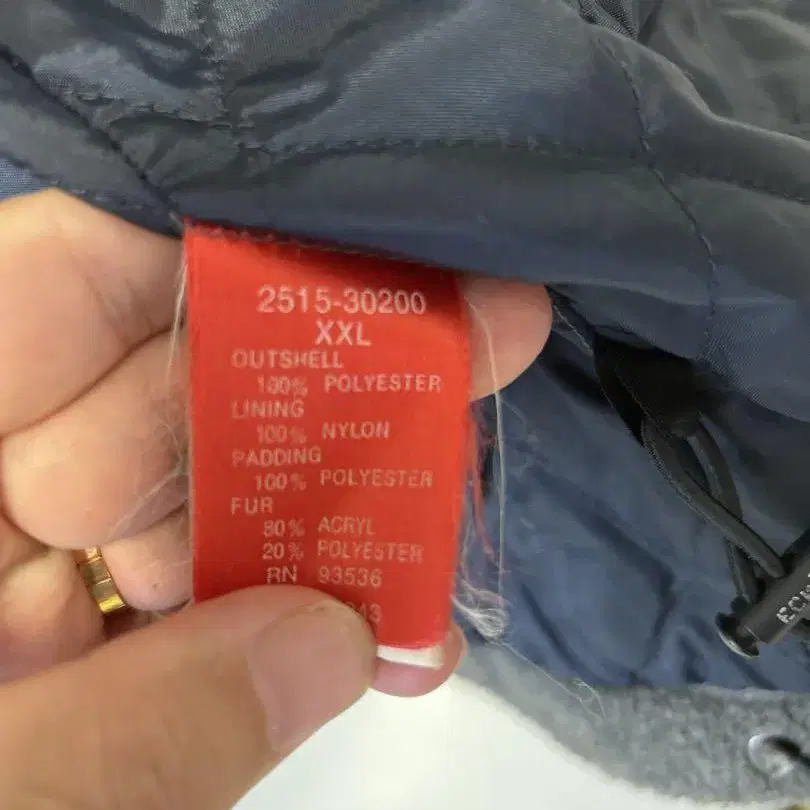 2515-30200
XXL
OUTSHELL
100% POLYESTER
LINING
100% NYLON
PADDING
100% POLYESTER
FUR
80% ACRYL
20% POLYESTER
RN 93536